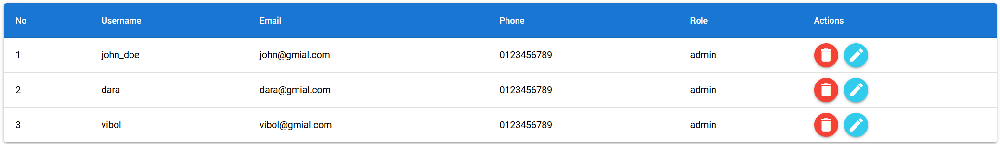 No Username Email Phone Role Actions
1 john_doe john@gmial.com 0123456789 admin
2 dara dara@gmial.com 0123456789 admin
3 vibol vibol@gmial.com 0123456789 admin